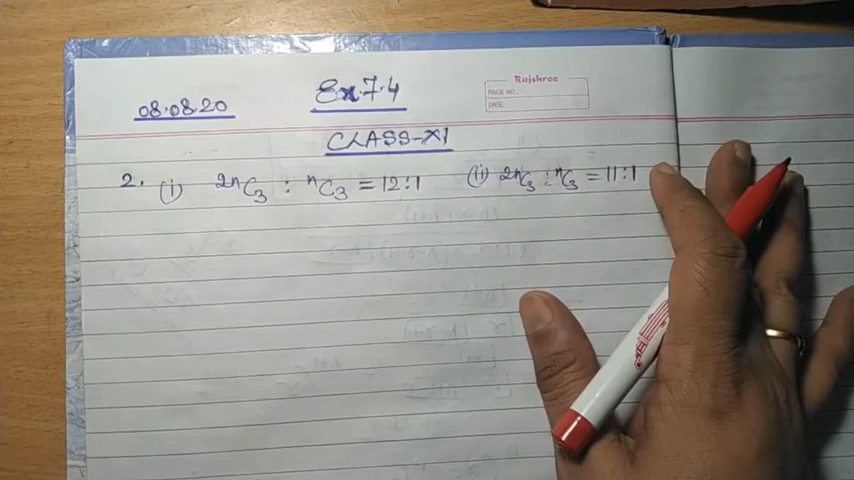 Rajshree
PAGE NO.
DATE:
08.08.20 Ex.7.4
CLASS-XI
2. (i) ²ⁿC₃ : ⁿC₃ = 12:1 (ii) ²ⁿC₃ : ⁿC₃ = 11:1